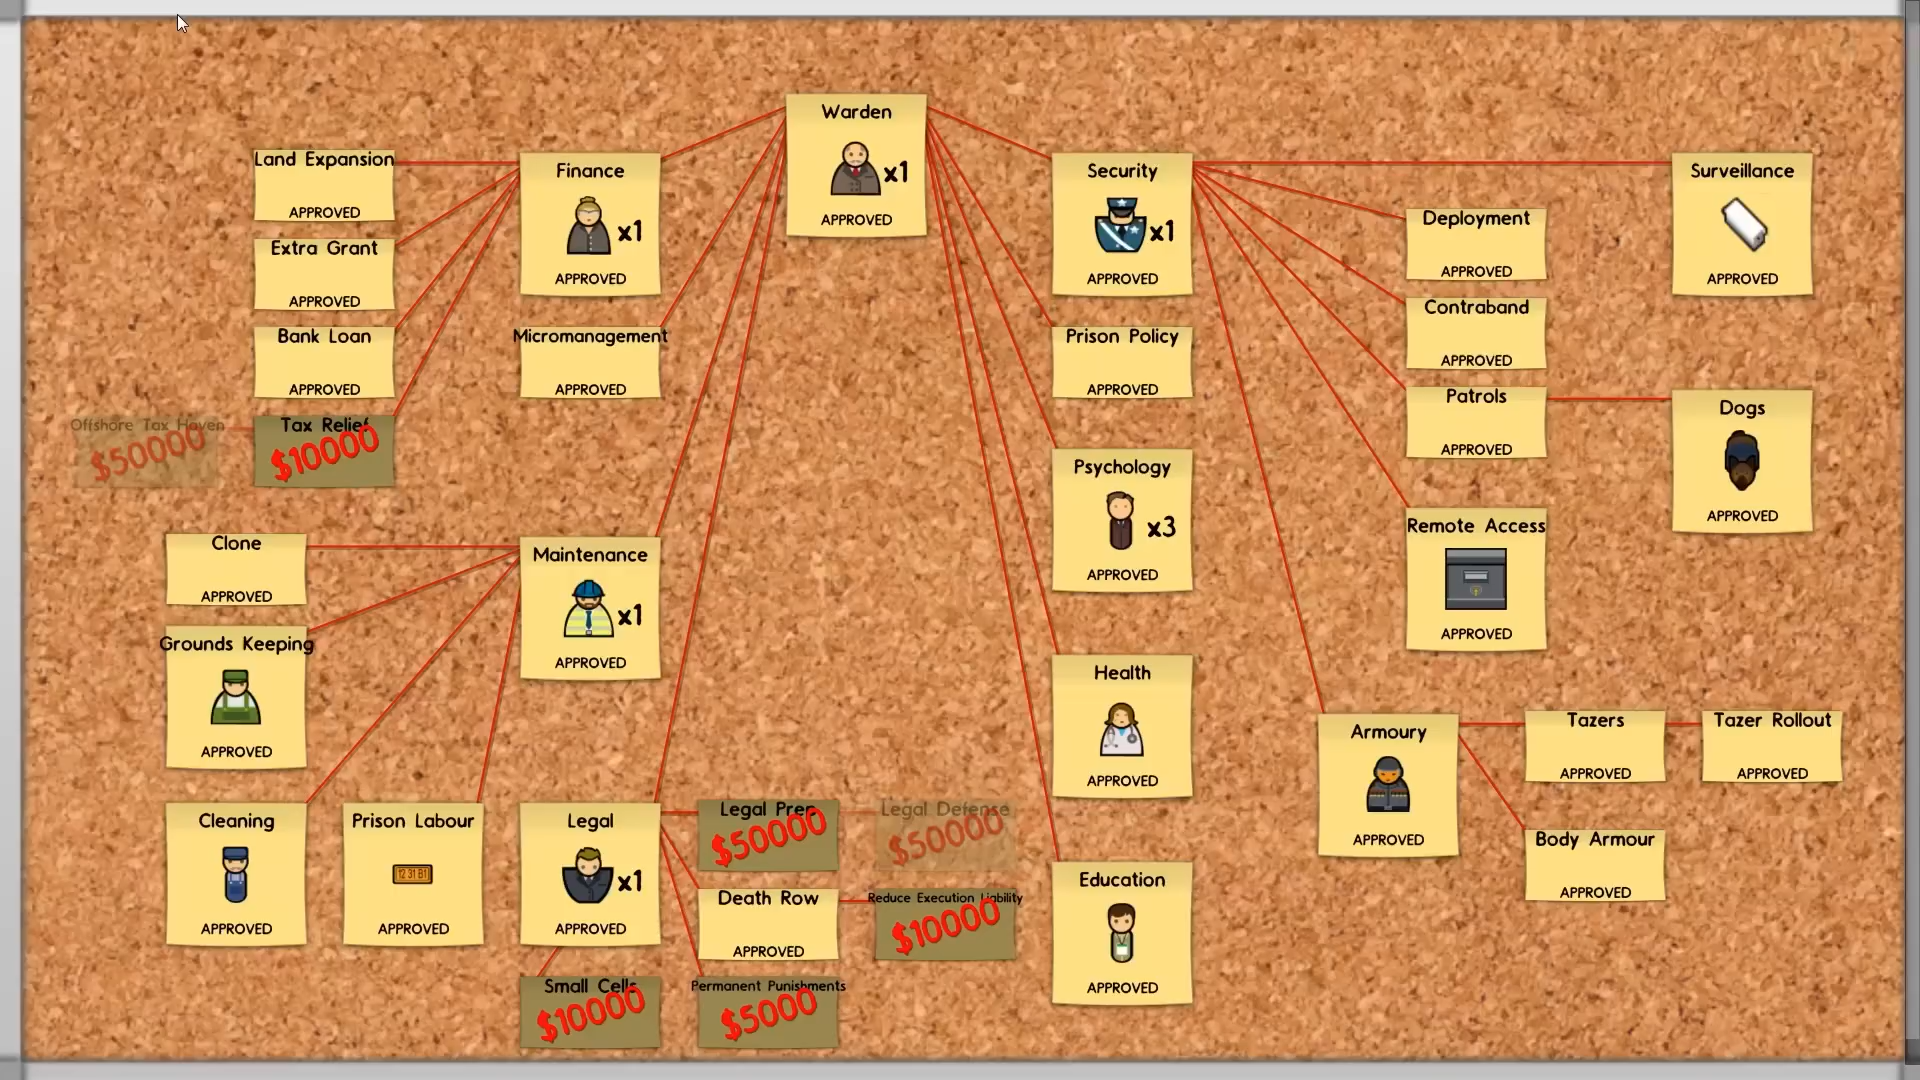 Warden
x1
APPROVED
Land Expansion
APPROVED
Extra Grant
APPROVED
Bank Loan
APPROVED
Offshore Tax Haven
$50000
Tax Relief
$10000
Finance
x1
APPROVED
Micromanagement
APPROVED
Clone
APPROVED
Grounds Keeping
APPROVED
Cleaning
APPROVED
Prison Labour
12 31 B1
APPROVED
Maintenance
x1
APPROVED
Legal
x1
APPROVED
Small Cells
$10000
Legal Prep
$50000
Legal Defense
$50000
Death Row
APPROVED
Reduce Execution Liability
$10000
Permanent Punishments
$5000
Security
x1
APPROVED
Prison Policy
APPROVED
Psychology
x3
APPROVED
Health
APPROVED
Education
APPROVED
Deployment
APPROVED
Contraband
APPROVED
Patrols
APPROVED
Remote Access
APPROVED
Surveillance
APPROVED
Dogs
APPROVED
Armoury
APPROVED
Tazers
APPROVED
Tazer Rollout
APPROVED
Body Armour
APPROVED